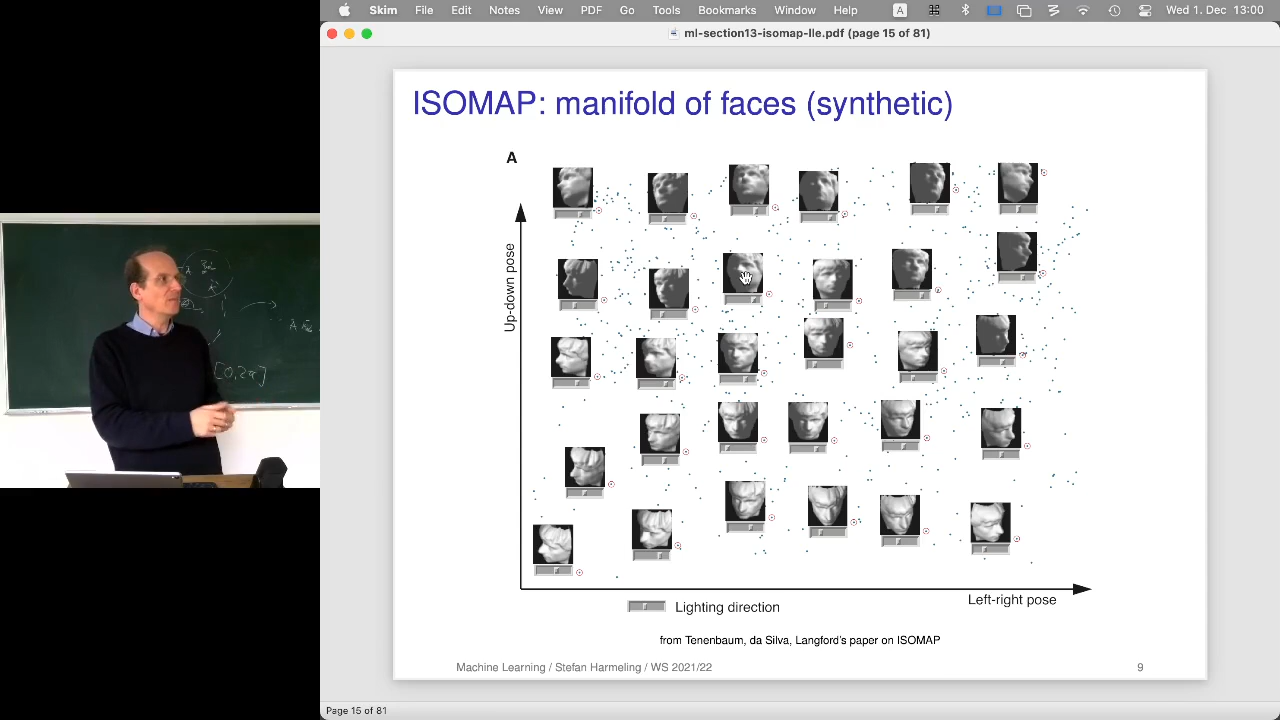 Skim File Edit Notes View PDF Go Tools Bookmarks Window Help A Wed 1. Dec 13:00
ml-section13-isomap-lle.pdf (page 15 of 81)
ISOMAP: manifold of faces (synthetic)
A
Up-down pose
Left-right pose
Lighting direction
from Tenenbaum, da Silva, Langford's paper on ISOMAP
Machine Learning / Stefan Harmeling / WS 2021/22
9
Page 15 of 81
[0,2π]